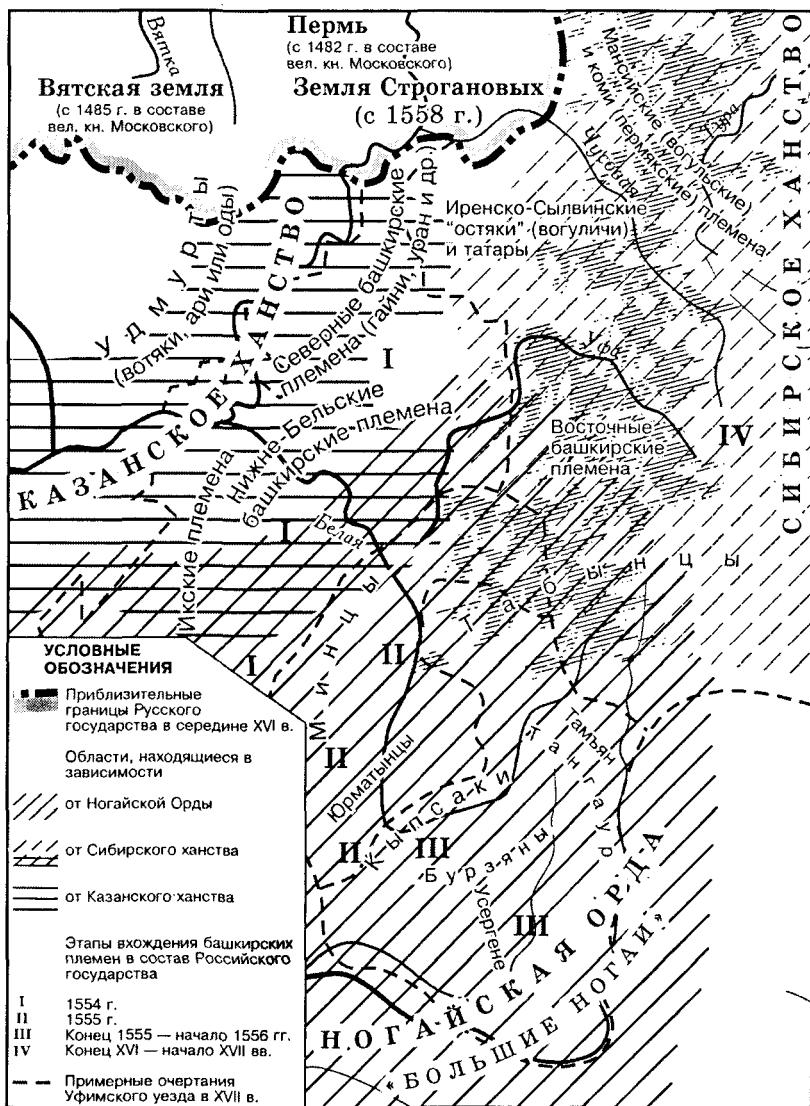 Вятка
Вятская земля
(с 1485 г. в составе
вел. кн. Московского)
Пермь
(с 1482 г. в составе
вел. кн. Московского)
Земля Строгановых
(с 1558 г.)
Мансийские (вогульские)
и коми (пермякские) племена
Тура
Чусовая
СИБИРСКОЕ ХАНСТВО
Иренско-Сылвинские
"остяки" (вогуличи)
и татары
Удмурты
(вотяки, ари или оды)
КАЗАНСКОЕ ХАНСТВО
Северные башкирские
племена (гайни, уран и др.)
I
Уфа
Восточные
башкирские
племена
IV
Нижне-Бельские
башкирские племена
Икские племена
I
Белая
Минцы
Табынцы
I
II
II
Юрматынцы
Кыпсаки
Тамъян
Тангаур
II
III
Бурзяны
Усергене
III
НОГАЙСКАЯ ОРДА
«БОЛЬШИЕ НОГАИ»
УСЛОВНЫЕ
ОБОЗНАЧЕНИЯ
Приблизительные
границы Русского
государства в середине XVI в.
Области, находящиеся в
зависимости
от Ногайской Орды
от Сибирского ханства
от Казанского ханства
Этапы вхождения башкирских
племен в состав Российского
государства
I 1554 г.
II 1555 г.
III Конец 1555 — начало 1556 гг.
IV Конец XVI — начало XVII вв.
Примерные очертания
Уфимского уезда в XVII в.